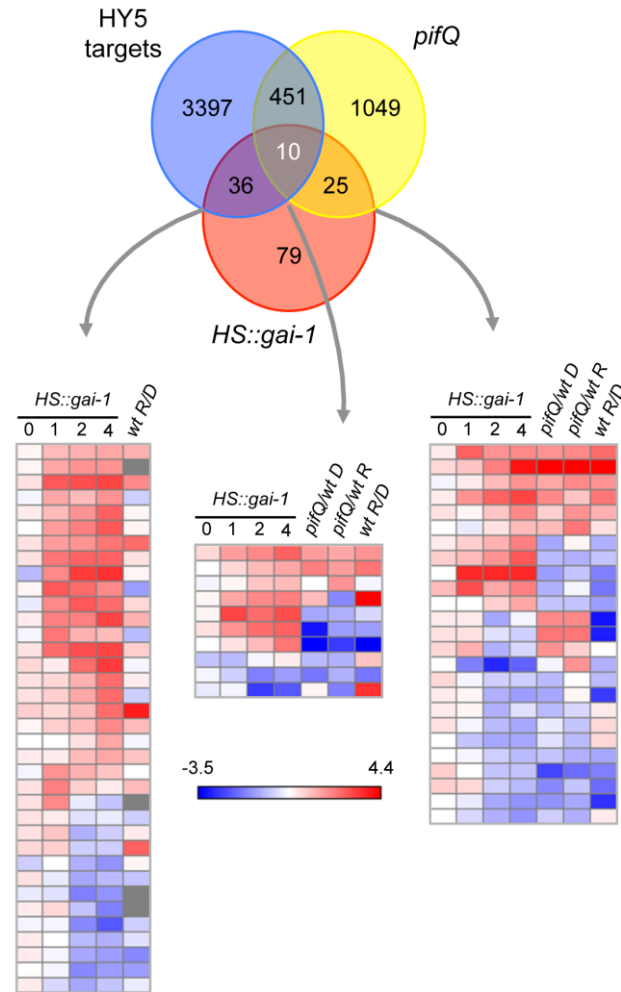 HY5
targets
pifQ
3397
451
1049
10
36
25
79
HS::gai-1
HS::gai-1
wt R/D
0 1 2 4
HS::gai-1
pifQ/wt D
pifQ/wt R
wt R/D
0 1 2 4
HS::gai-1
pifQ/wt D
pifQ/wt R
wt R/D
0 1 2 4
-3.5
4.4